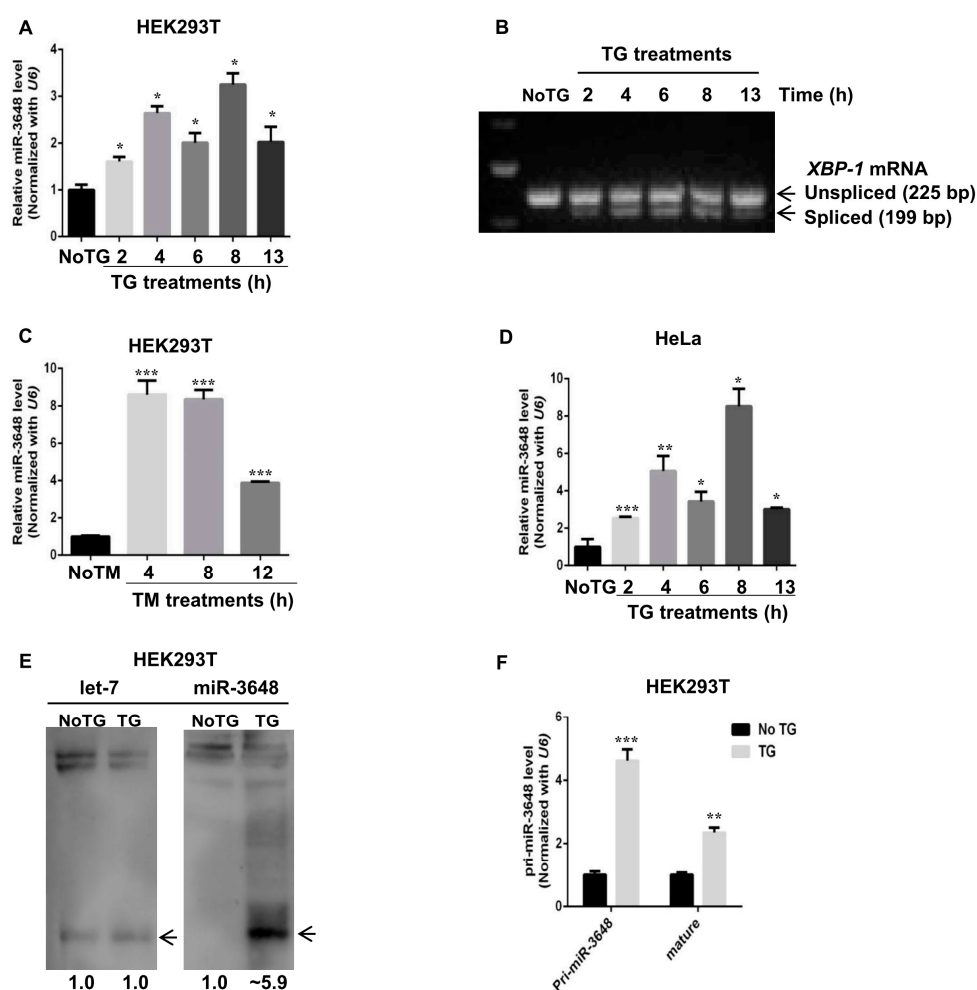 A
HEK293T
Relative miR-3648 level
(Normalized with U6)
4
3
2
1
0
*
*
*
*
*
NoTG 2 4 6 8 13
TG treatments (h)
B
TG treatments
NoTG 2 4 6 8 13 Time (h)
XBP-1 mRNA
Unspliced (225 bp)
Spliced (199 bp)
C
HEK293T
Relative miR-3648 level
(Normalized with U6)
10
8
6
4
2
0
***
***
***
NoTM 4 8 12
TM treatments (h)
D
HeLa
Relative miR-3648 level
(Normalized with U6)
10
8
6
4
2
0
***
**
*
*
*
NoTG 2 4 6 8 13
TG treatments (h)
E
HEK293T
let-7 miR-3648
NoTG TG NoTG TG
1.0 1.0 1.0 ~5.9
F
HEK293T
No TG
TG
pri-miR-3648 level
(Normalized with U6)
6
4
2
0
***
**
Pri-miR-3648
mature